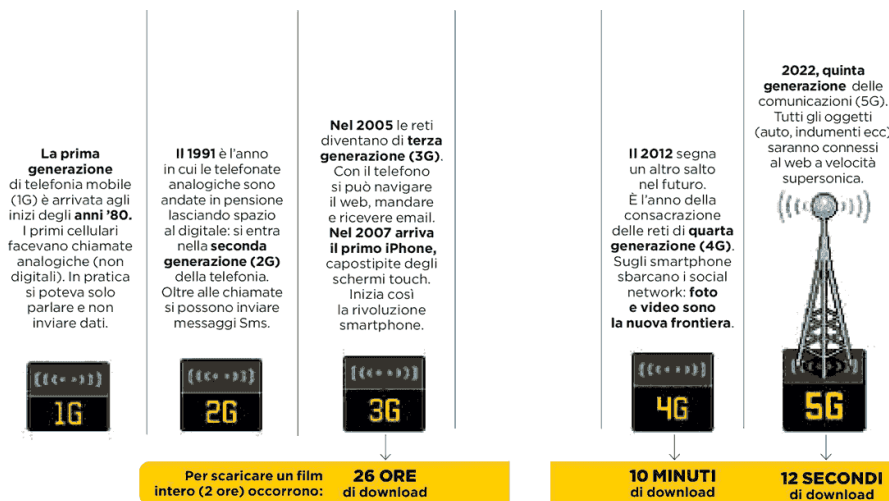 La prima
generazione
di telefonia mobile
(1G) è arrivata agli
inizi degli anni '80.
I primi cellulari
facevano chiamate
analogiche (non
digitali). In pratica
si poteva solo
parlare e non
inviare dati.
1G
Il 1991 è l'anno
in cui le telefonate
analogiche sono
andate in pensione
lasciando spazio
al digitale: si entra
nella seconda
generazione (2G)
della telefonia.
Oltre alle chiamate
si possono inviare
messaggi Sms.
2G
Nel 2005 le reti
diventano di terza
generazione (3G).
Con il telefono
si può navigare
il web, mandare
e ricevere email.
Nel 2007 arriva
il primo iPhone,
capostipite degli
schermi touch.
Inizia così
la rivoluzione
smartphone.
3G
Il 2012 segna
un altro salto
nel futuro.
È l'anno della
consacrazione
delle reti di quarta
generazione (4G).
Sugli smartphone
sbarcano i social
network: foto
e video sono
la nuova frontiera.
4G
2022, quinta
generazione delle
comunicazioni (5G).
Tutti gli oggetti
(auto, indumenti ecc)
saranno connessi
al web a velocità
supersonica.
5G
Per scaricare un film
intero (2 ore) occorrono:
26 ORE
di download
10 MINUTI
di download
12 SECONDI
di download